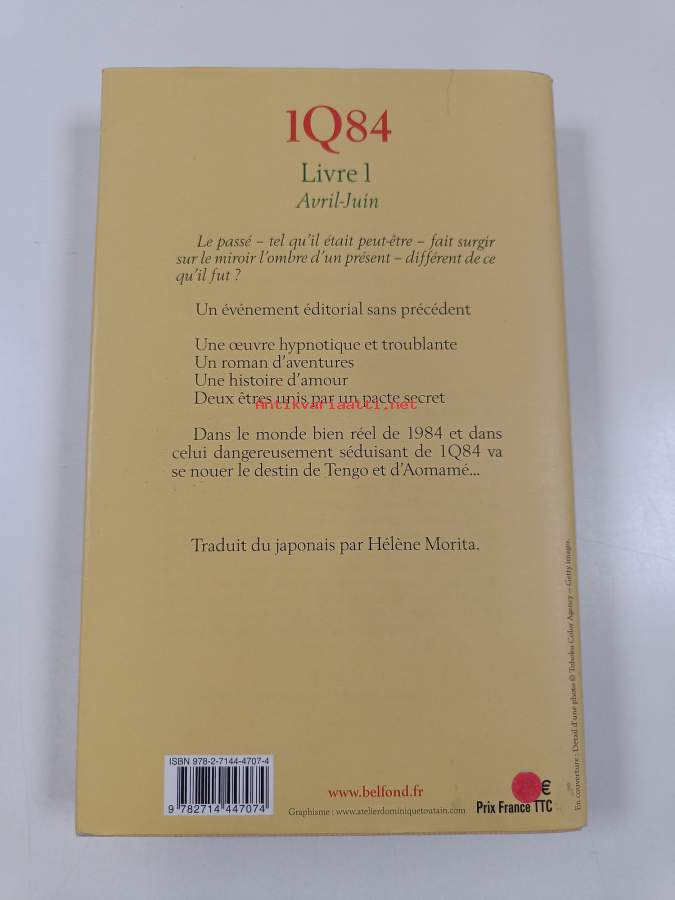 1Q84
Livre 1
Avril-Juin
Le passé – tel qu'il était peut-être – fait surgir
sur le miroir l'ombre d'un présent – différent de ce
qu'il fut ?
Un événement éditorial sans précédent
Une œuvre hypnotique et troublante
Un roman d'aventures
Une histoire d'amour
Deux êtres unis par un pacte secret
Antikvariaatti.net
Dans le monde bien réel de 1984 et dans
celui dangereusement séduisant de 1Q84 va
se nouer le destin de Tengo et d'Aomamé...
Traduit du japonais par Hélène Morita.
En couverture : Détail d'une photo © Tohoku Color Agency – Getty images.
ISBN 978-2-7144-4707-4
9 782714 447074
www.belfond.fr
Graphisme : www.atelierdominiquetoutain.com
€
Prix France TTC